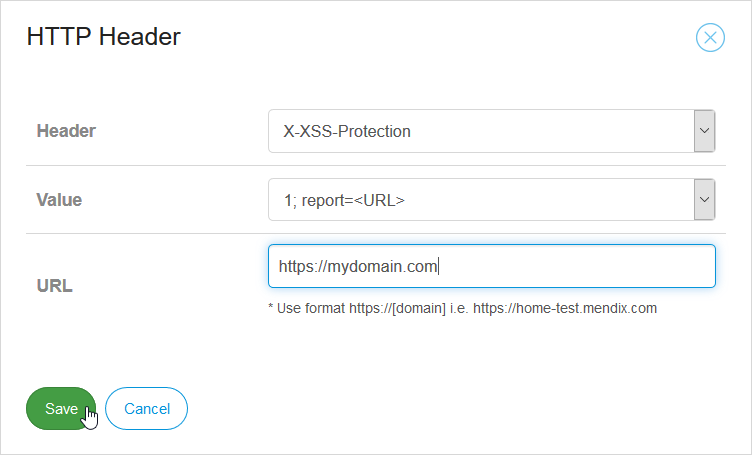 HTTP Header
Header X-XSS-Protection
Value 1; report=<URL>
URL https://mydomain.com
* Use format https://[domain] i.e. https://home-test.mendix.com
Save Cancel